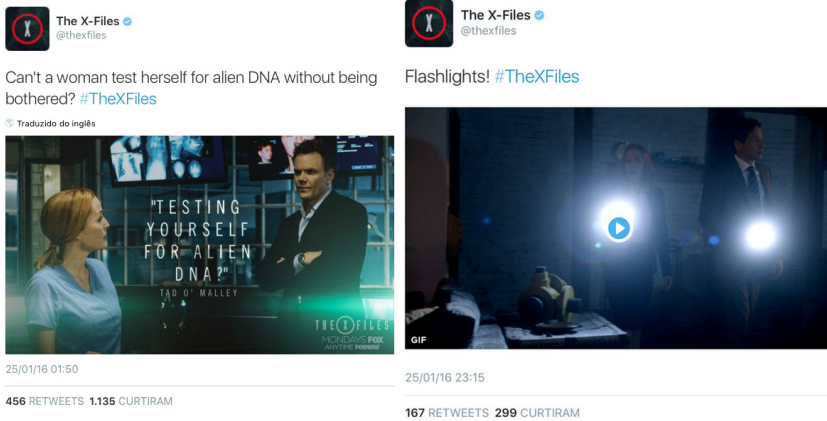 The X-Files
@thexfiles
Can't a woman test herself for alien DNA without being
bothered? #TheXFiles
Traduzido do inglês
"TESTING
YOURSELF
FOR ALIEN
DNA?"
TAD O' MALLEY
THE X FILES
MONDAYS FOX
ANYTIME FOXNOW
25/01/16 01:50
456 RETWEETS 1.135 CURTIRAM
The X-Files
@thexfiles
Flashlights! #TheXFiles
GIF
25/01/16 23:15
167 RETWEETS 299 CURTIRAM